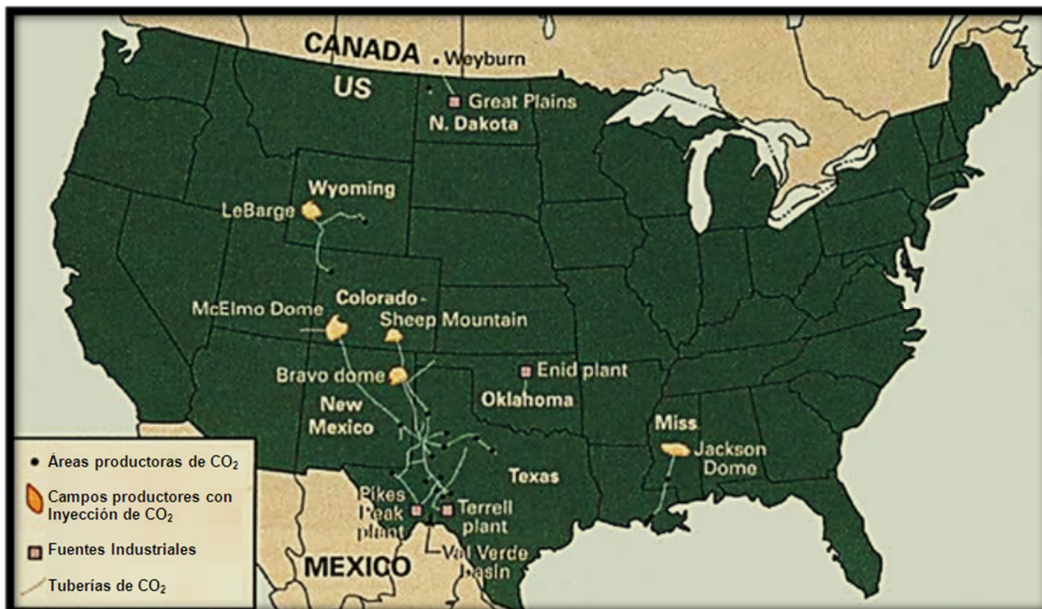 CANADA
Weyburn
US
Great Plains
N. Dakota
Wyoming
LeBarge
McElmo Dome
Colorado-
Sheep Mountain
Bravo dome
Enid plant
Oklahoma
New
Mexico
Miss
Jackson
Dome
Texas
Pikes
Peak
plant
Terrell
plant
Val Verde
basin
MEXICO
Áreas productoras de CO₂
Campos productores con
Inyección de CO₂
Fuentes Industriales
Tuberías de CO₂